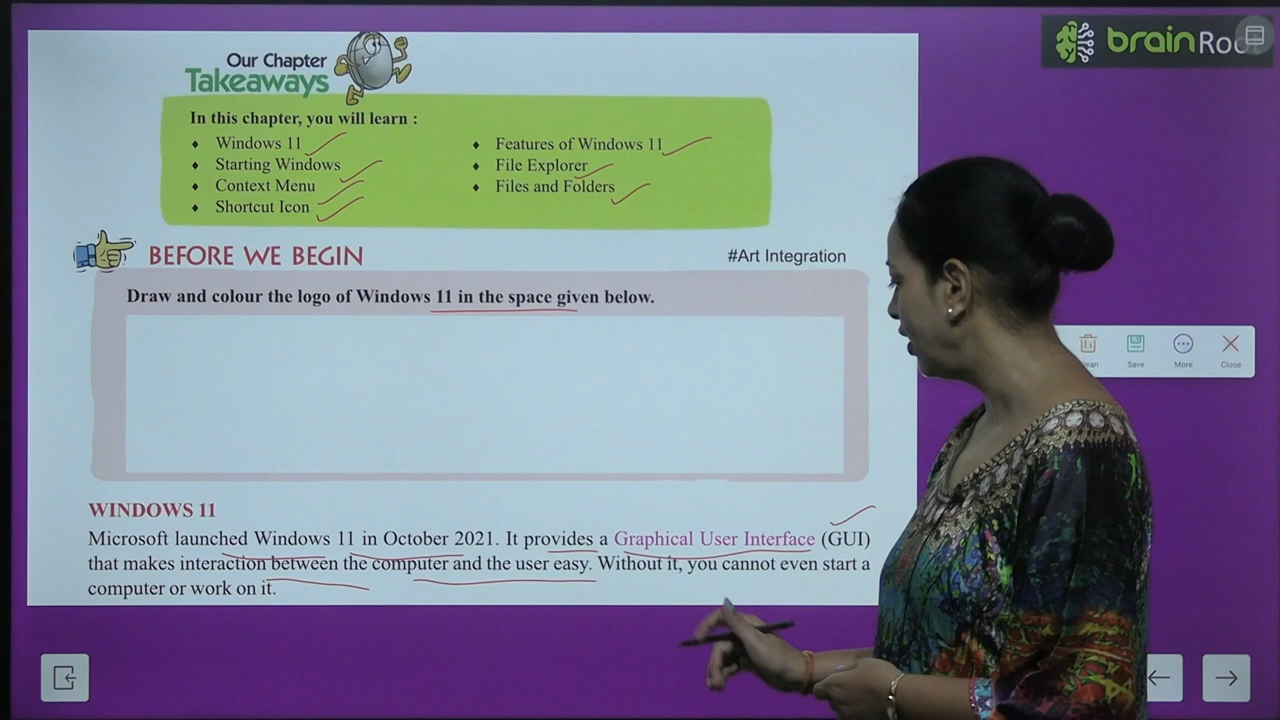 brainRoo
Our Chapter
Takeaways
In this chapter, you will learn :
♦ Windows 11
♦ Starting Windows
♦ Context Menu
♦ Shortcut Icon
♦ Features of Windows 11
♦ File Explorer
♦ Files and Folders
BEFORE WE BEGIN
#Art Integration
Draw and colour the logo of Windows 11 in the space given below.
Save
More
Close
WINDOWS 11
Microsoft launched Windows 11 in October 2021. It provides a Graphical User Interface (GUI)
that makes interaction between the computer and the user easy. Without it, you cannot even start a
computer or work on it.